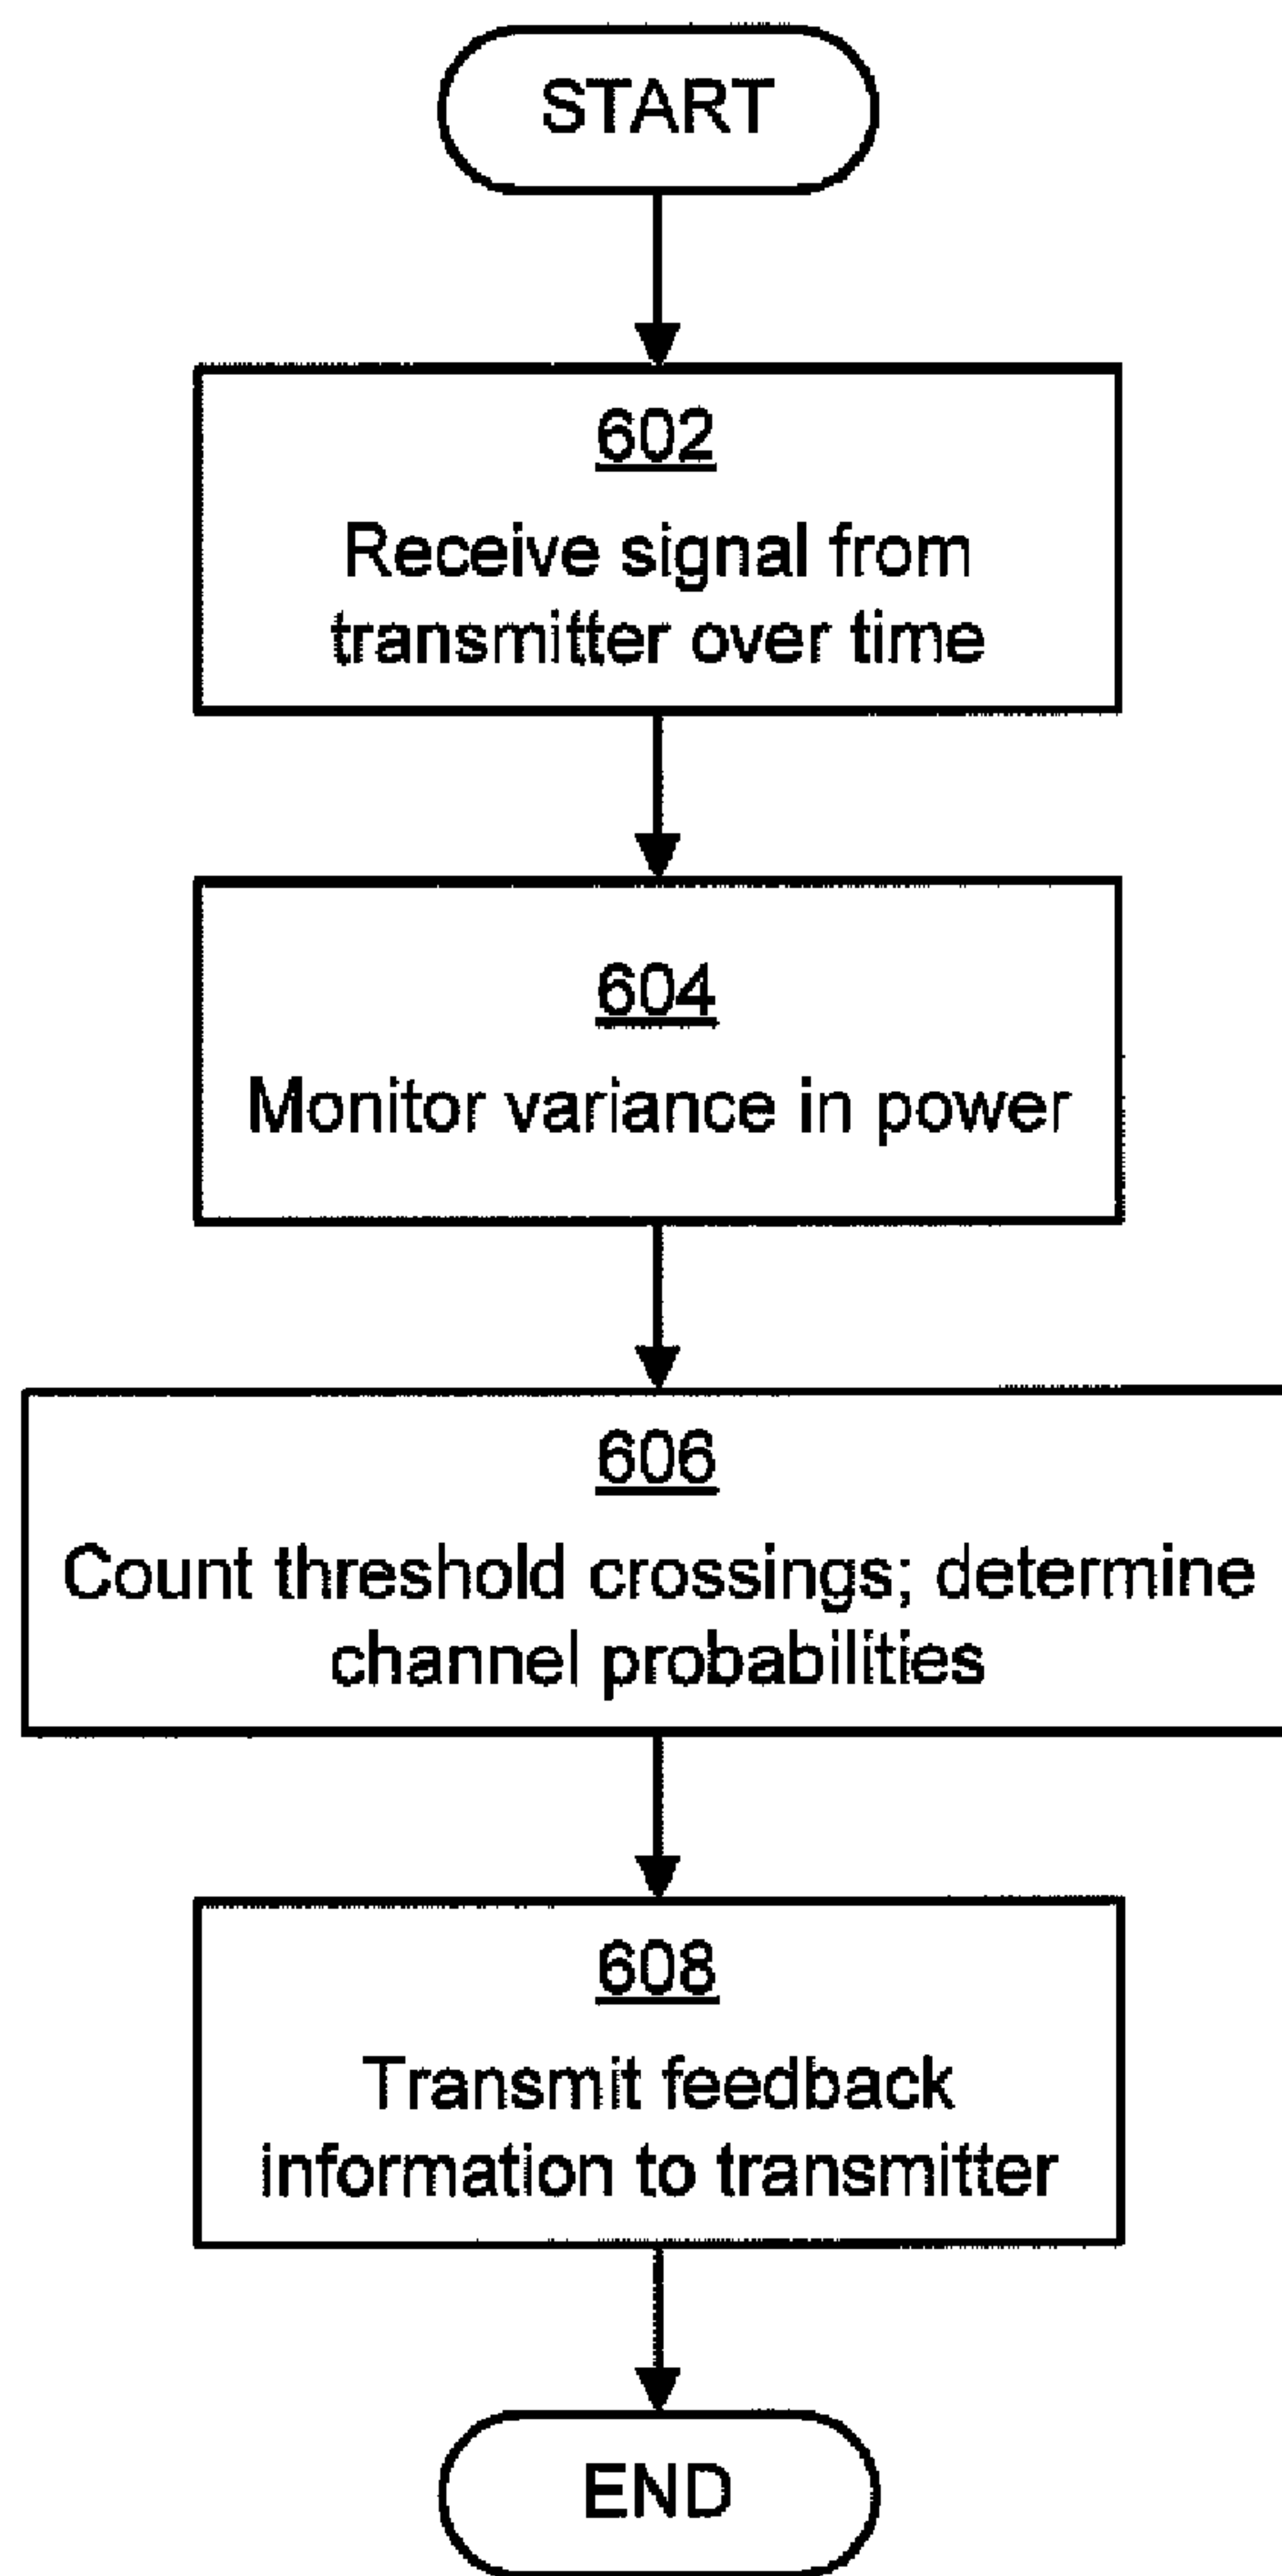 START
602
Receive signal from
transmitter over time
604
Monitor variance in power
606
Count threshold crossings; determine
channel probabilities
608
Transmit feedback
information to transmitter
END